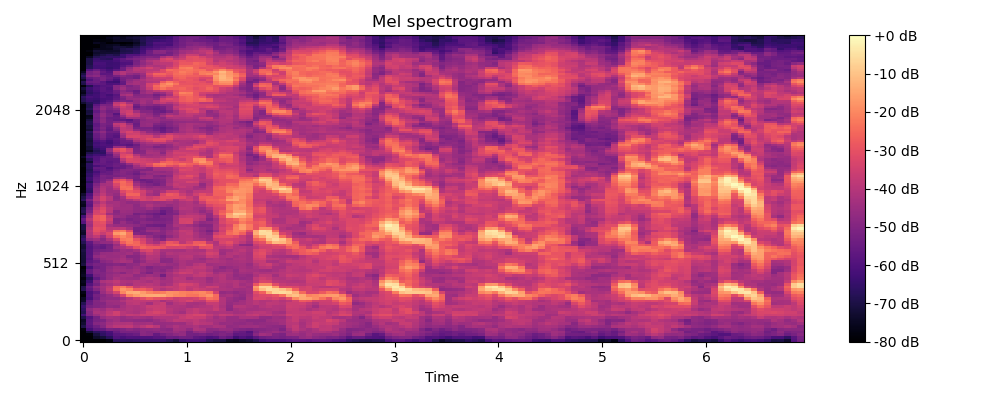 Mel spectrogram
+0 dB
-10 dB
-20 dB
-30 dB
-40 dB
-50 dB
-60 dB
-70 dB
-80 dB
Hz
2048
1024
512
0
0 1 2 3 4 5 6
Time